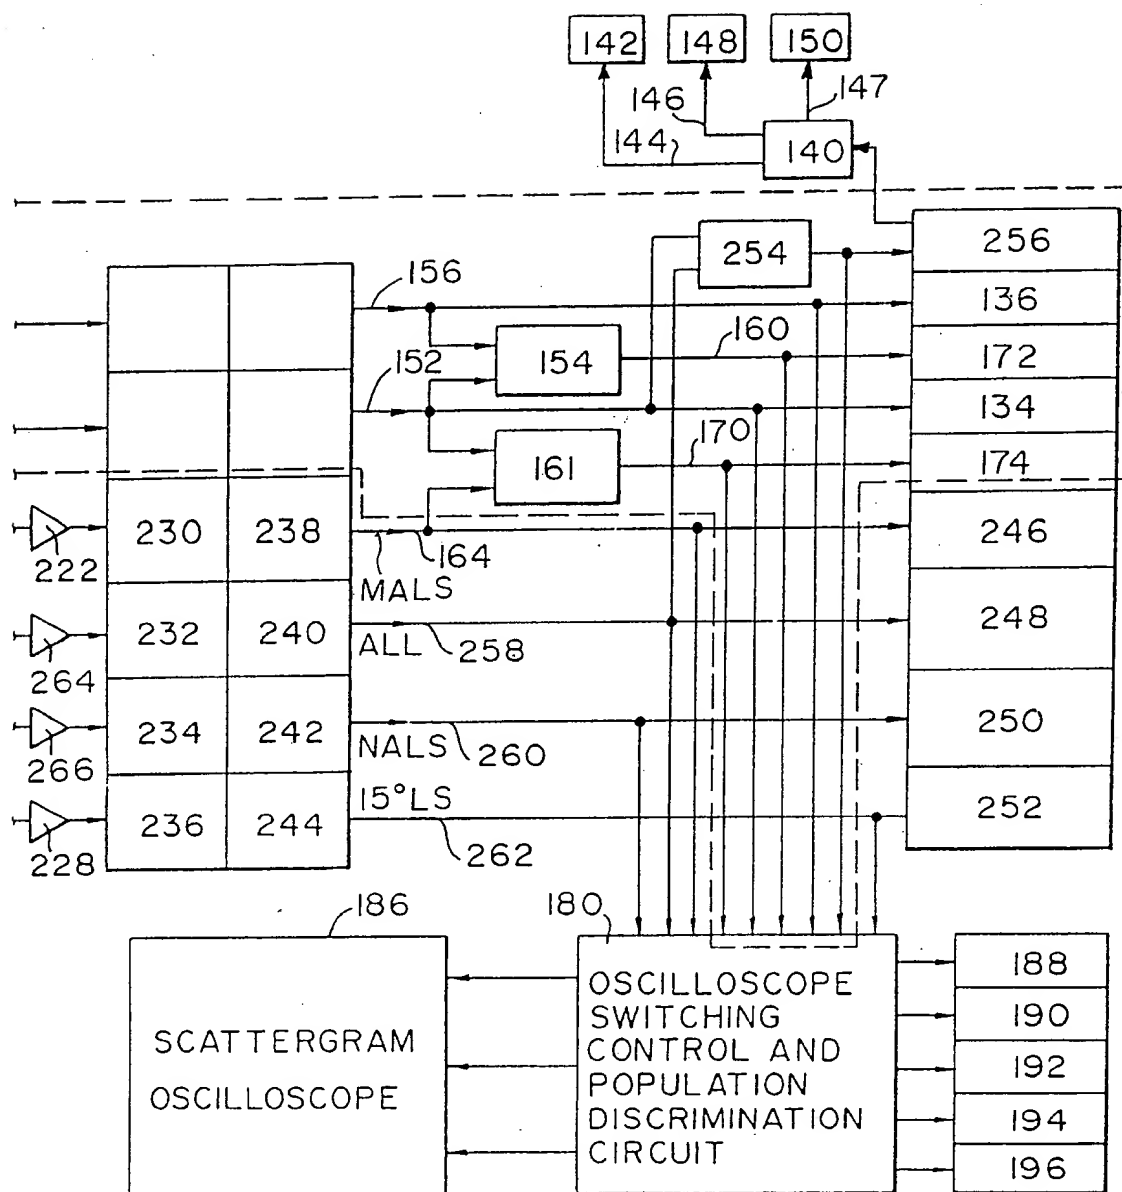 142 148 150
146 147
144 140
254 256
156 136
160 172
152 154 134
170
161 174
230 238 246
222 164
MALS
232 240 248
ALL 258
264
234 242 250
NALS 260
266
15°LS
236 244 252
228 262
186 180
188
OSCILLOSCOPE
SWITCHING 190
SCATTERGRAM CONTROL AND
192
OSCILLOSCOPE POPULATION
DISCRIMINATION 194
CIRCUIT
196